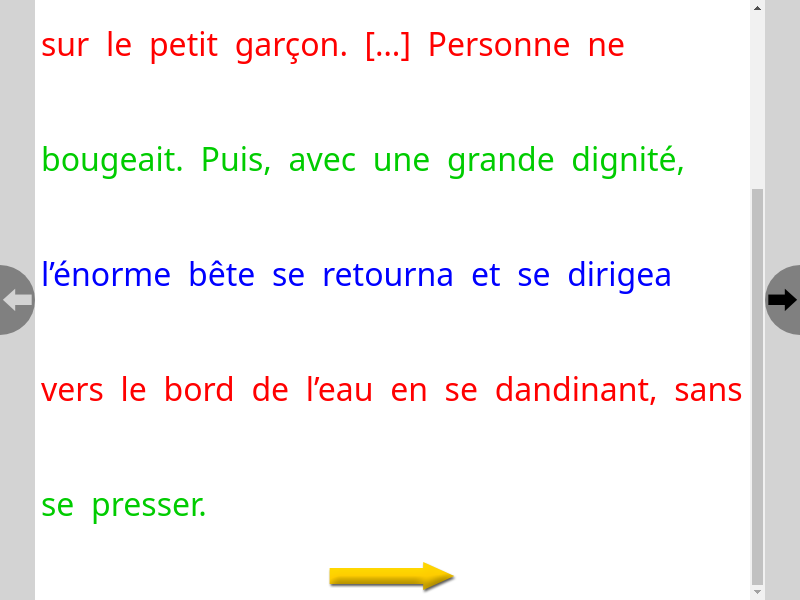 sur le petit garçon. [...] Personne ne
bougeait. Puis, avec une grande dignité,
l’énorme bête se retourna et se dirigea
vers le bord de l’eau en se dandinant, sans
se presser.